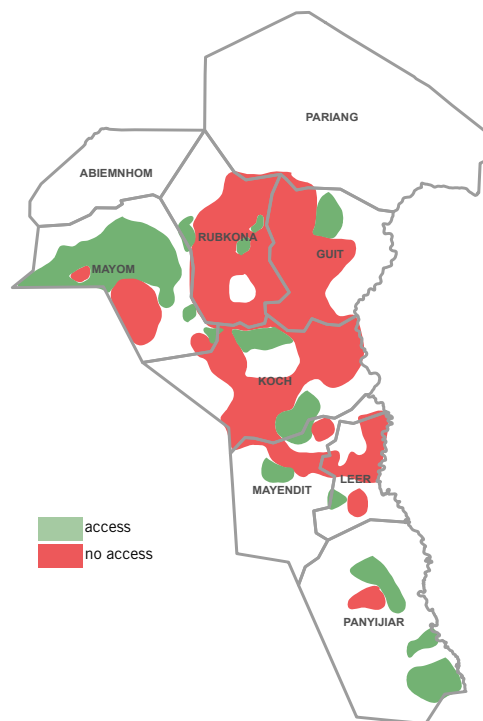 PARIANG
ABIEMNHOM
RUBKONA
GUIT
MAYOM
KOCH
LEER
MAYENDIT
access
no access
PANYIJIAR